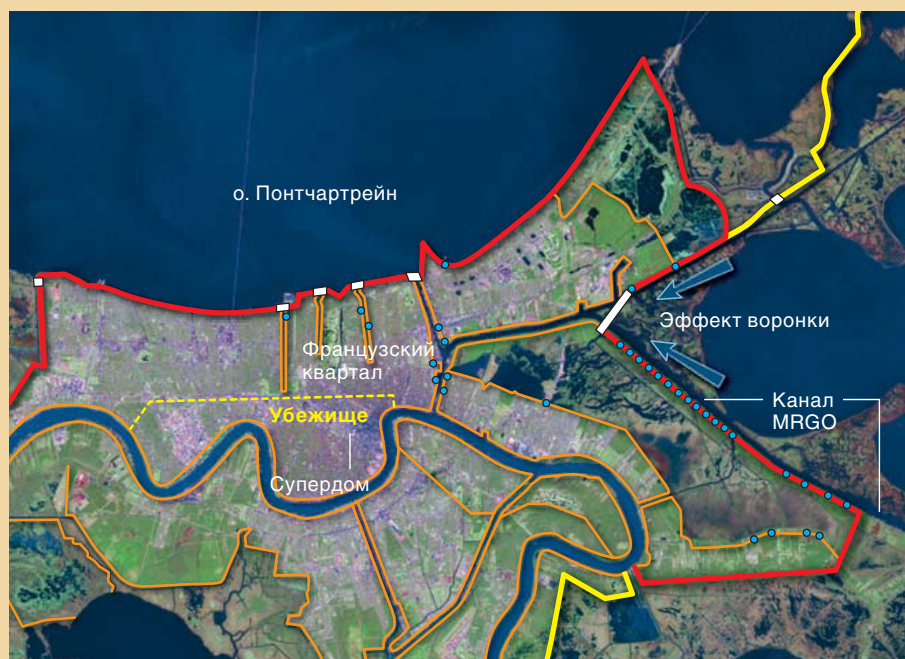 о. Понтчартрейн
Эффект воронки
Французский
квартал
Убежище
Канал
MRGO
Супердом